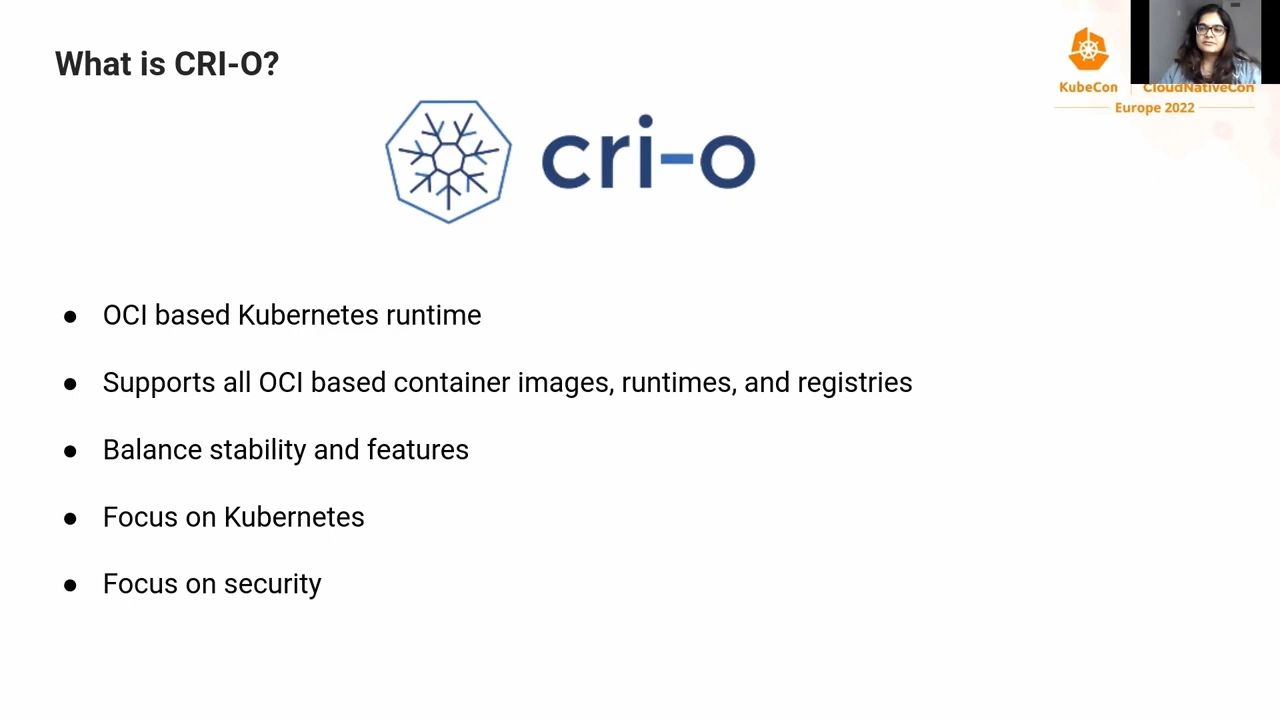 What is CRI-O?
KubeCon
CloudNativeCon
Europe 2022
cri-o
● OCI based Kubernetes runtime
● Supports all OCI based container images, runtimes, and registries
● Balance stability and features
● Focus on Kubernetes
● Focus on security